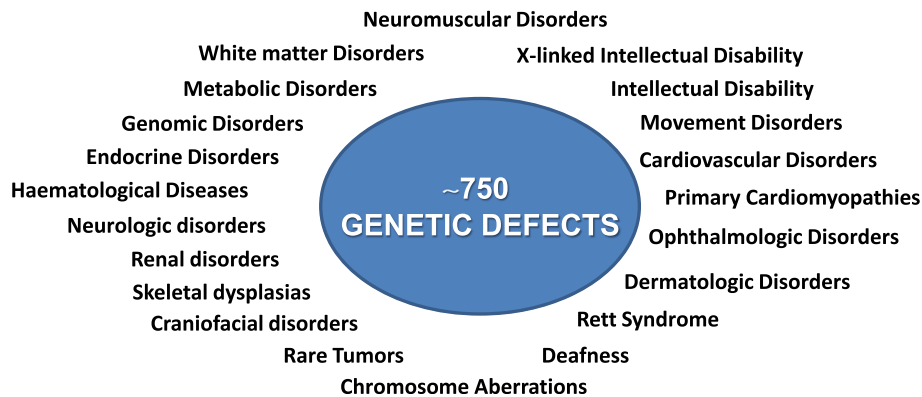 Neuromuscular Disorders
White matter Disorders
X-linked Intellectual Disability
Metabolic Disorders
Intellectual Disability
Genomic Disorders
Movement Disorders
Endocrine Disorders
Cardiovascular Disorders
Haematological Diseases
~750
GENETIC DEFECTS
Primary Cardiomyopathies
Neurologic disorders
Ophthalmologic Disorders
Renal disorders
Dermatologic Disorders
Skeletal dysplasias
Rett Syndrome
Craniofacial disorders
Rare Tumors
Deafness
Chromosome Aberrations